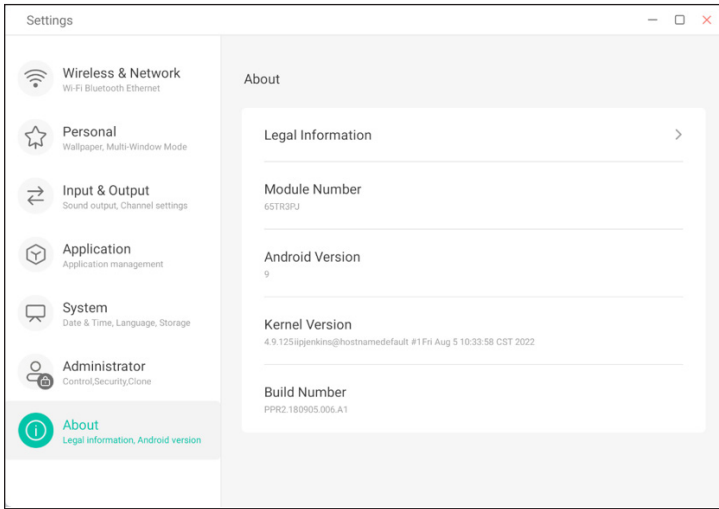 Settings
Wireless & Network
Wi-Fi Bluetooth Ethernet
Personal
Wallpaper, Multi-Window Mode
Input & Output
Sound output, Channel settings
Application
Application management
System
Date & Time, Language, Storage
Administrator
Control,Security,Clone
About
Legal information, Android version
About
Legal Information
Module Number
65TR3PJ
Android Version
9
Kernel Version
4.9.125iipjenkins@hostnamedefault #1Fri Aug 5 10:33:58 CST 2022
Build Number
PPR2.180905.006.A1